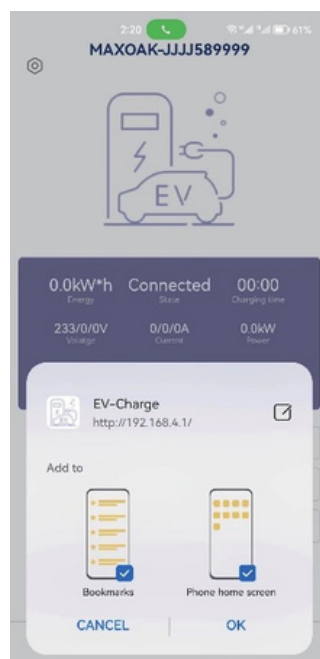 2:20 61%
MAXOAK-JJJJ589999
EV
0.0kW*h Connected 00:00
Energy State Charging time
233/0/0V 0/0/0A 0.0kW
Volatge Current Power
EV-Charge
http://192.168.4.1/
Add to
Bookmarks Phone home screen
CANCEL OK